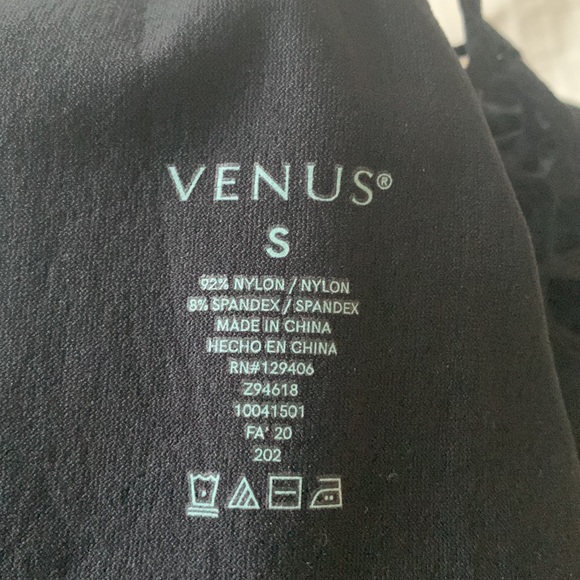 VENUS®
S
92% NYLON / NYLON
8% SPANDEX / SPANDEX
MADE IN CHINA
HECHO EN CHINA
RN#129406
Z94618
10041501
FA' 20
202